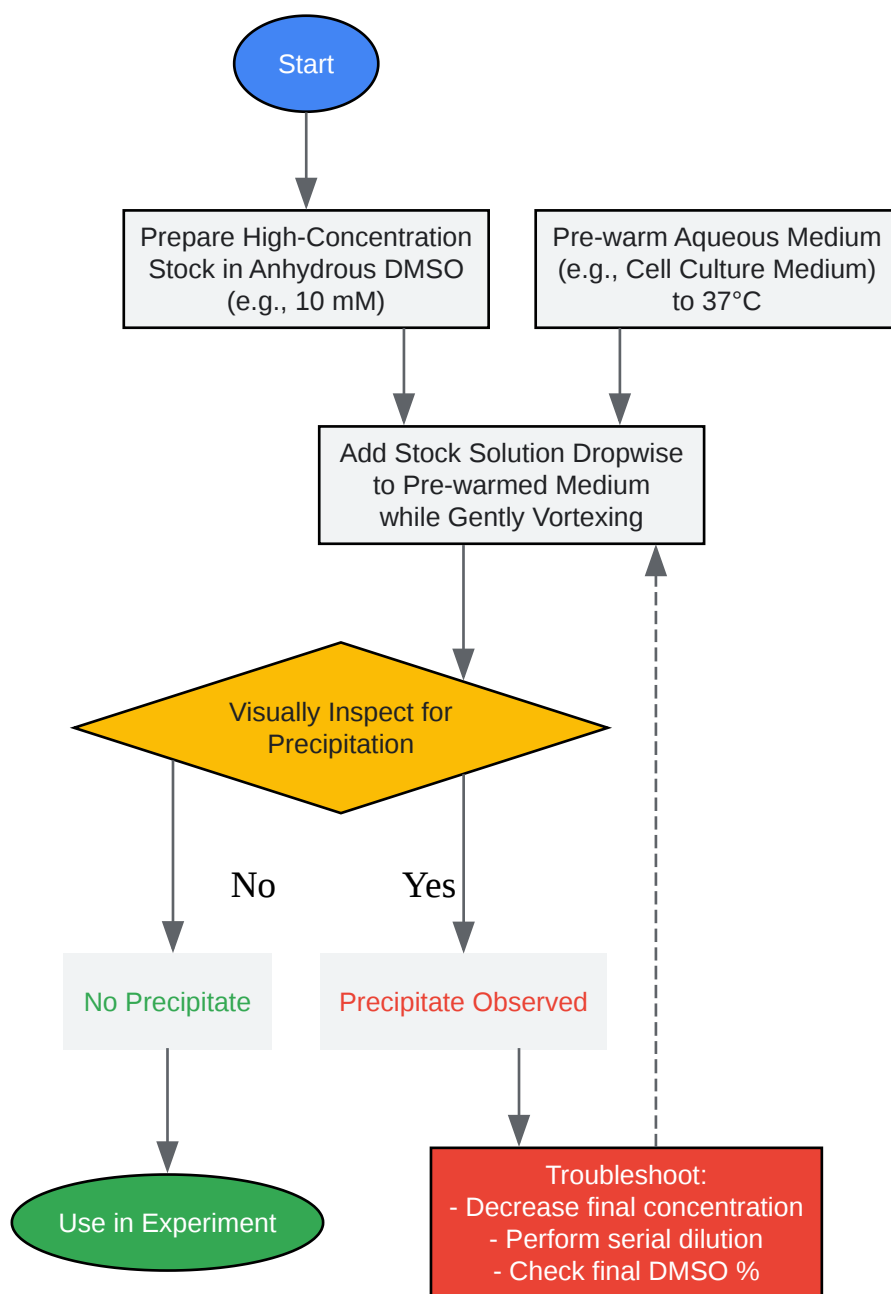 Start
Prepare High-Concentration
Stock in Anhydrous DMSO
(e.g., 10 mM)
Pre-warm Aqueous Medium
(e.g., Cell Culture Medium)
to 37°C
Add Stock Solution Dropwise
to Pre-warmed Medium
while Gently Vortexing
Visually Inspect for
Precipitation
No
Yes
No Precipitate
Precipitate Observed
Use in Experiment
Troubleshoot:
- Decrease final concentration
- Perform serial dilution
- Check final DMSO %